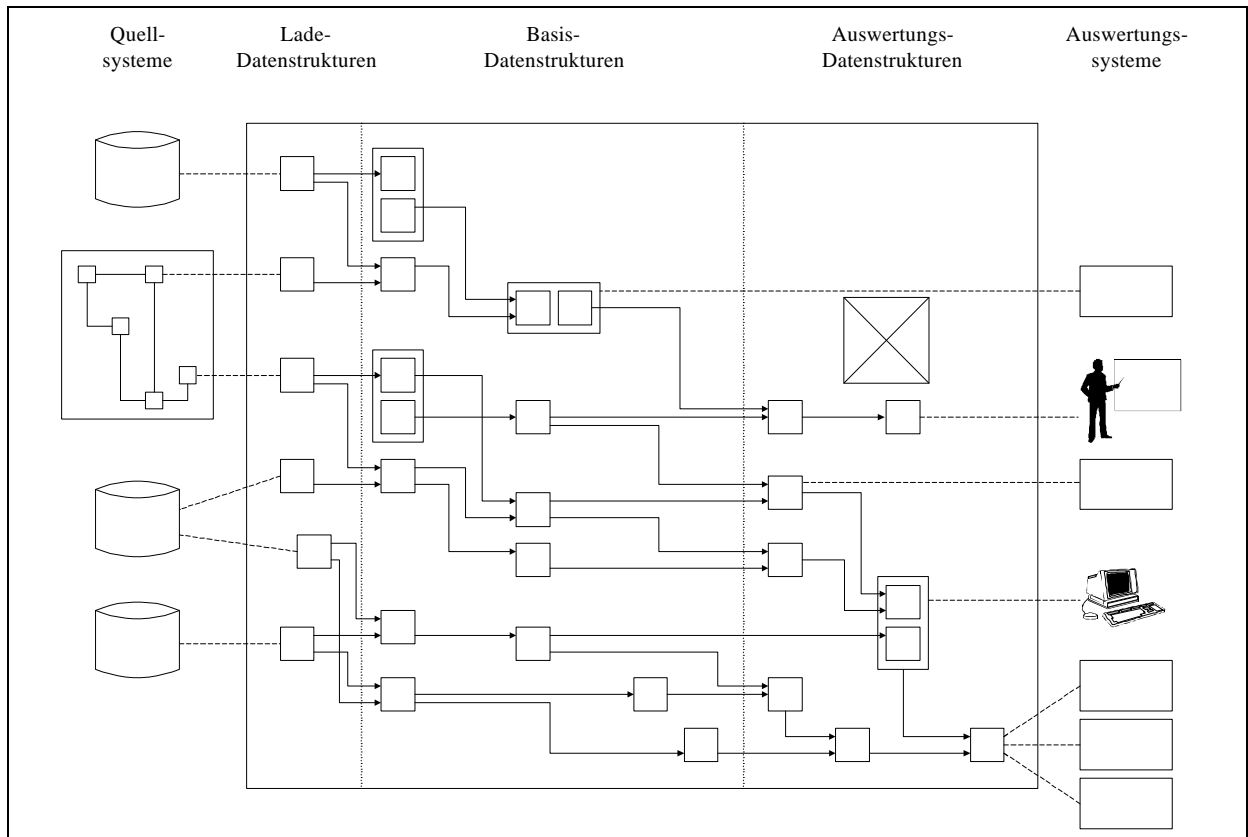 Quell-
systeme
Lade-
Datenstrukturen
Basis-
Datenstrukturen
Auswertungs-
Datenstrukturen
Auswertungs-
systeme